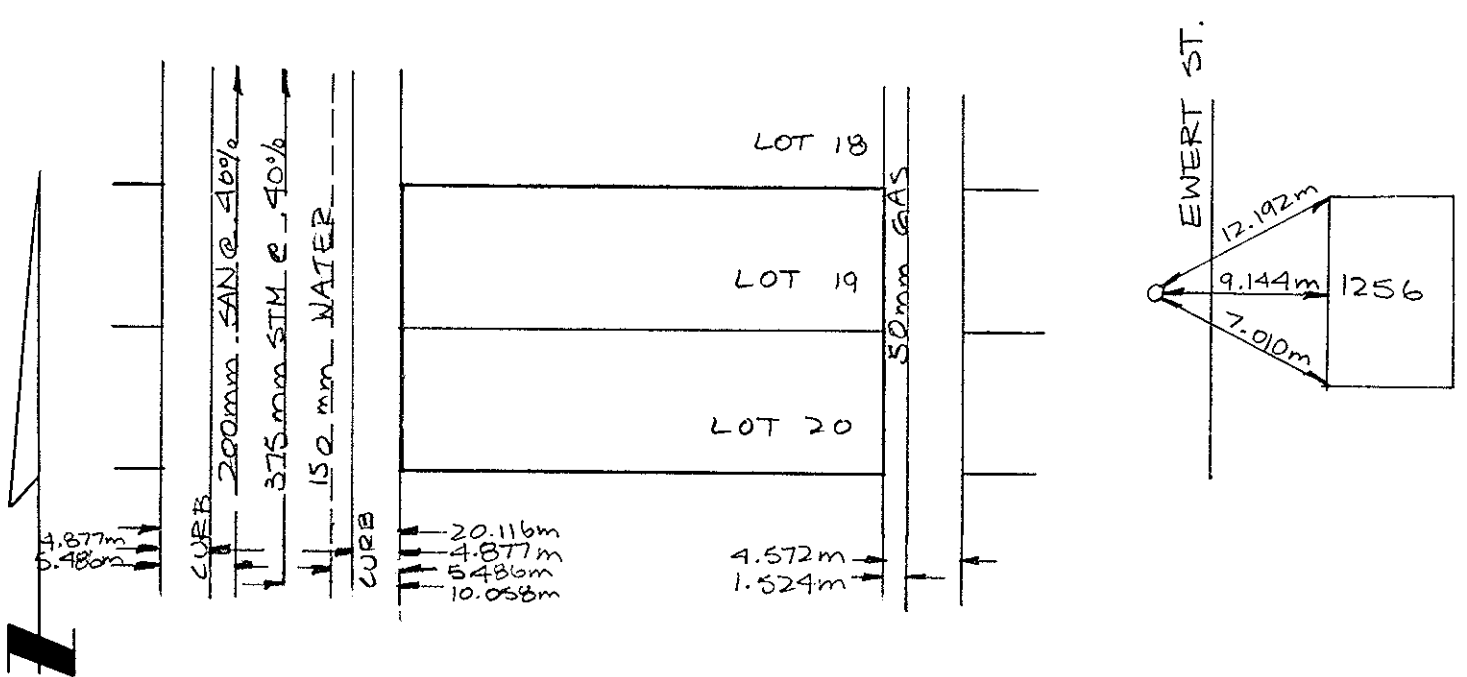 200mm SAN @ .40%
375mm STM @ .40%
150mm WATER
CURB
CURB
4.877m
5.486m
20.116m
4.877m
5.486m
10.058m
LOT 18
LOT 19
LOT 20
50mm GAS
4.572m
1.524m
EWERT ST.
12.192m
9.144m
7.010m
1256
N